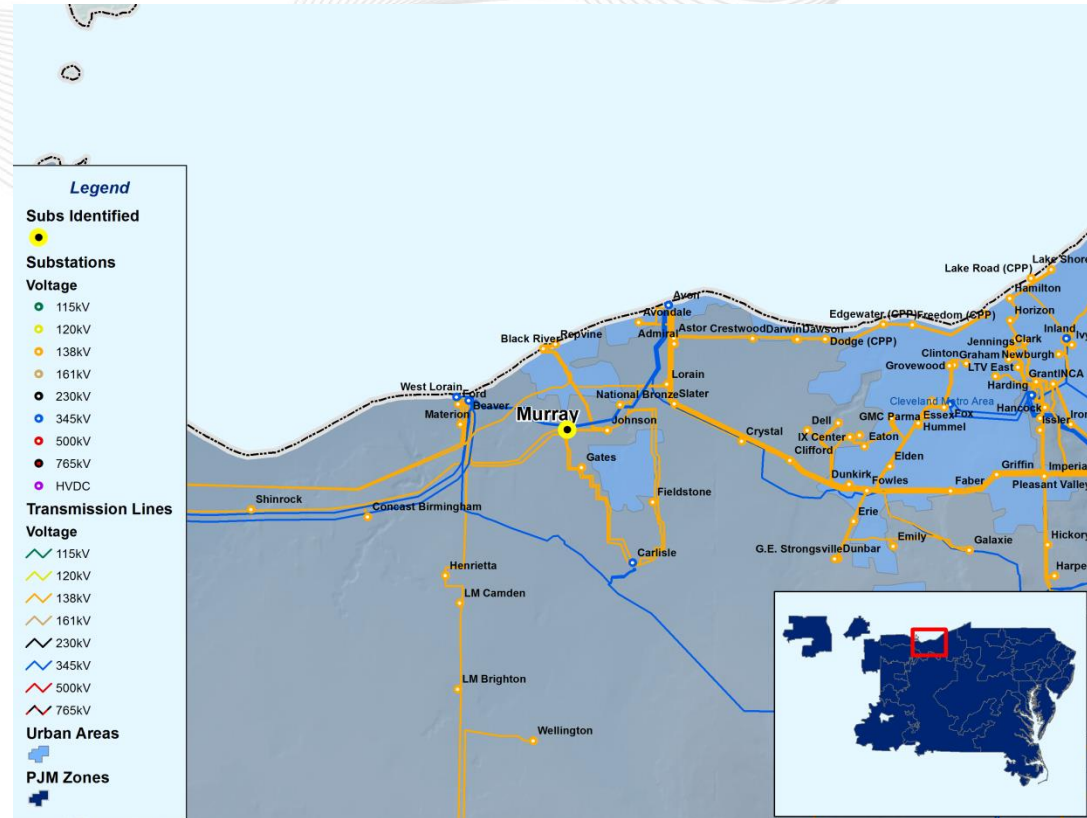 Legend
Subs Identified
Substations
Voltage
115kV
120kV
138kV
161kV
230kV
345kV
500kV
765kV
HVDC
Transmission Lines
Voltage
115kV
120kV
138kV
161kV
230kV
345kV
500kV
765kV
Urban Areas
PJM Zones
Lake Shore
Lake Road (CPP)
Hamilton
Avon
Avondale
Edgewater (CPP)
Freedom (CPP)
Horizon
Black River
Repvine
Admiral
Astor
Crestwood
Darwin
Dawson
Dodge (CPP)
Inland
Jennings
Clark
Clinton
Graham
Newburgh
Grovewood
LTV East
Grant
INCA
West Lorain
Ford
Beaver
Lorain
Harding
National Bronze
Slater
Cleveland Metro Area
Hancock
Materion
Murray
Johnson
Dell
GMC Parma
Essex
Fox
Hummel
Issler
IX Center
Eaton
Crystal
Clifford
Gates
Elden
Griffin
Imperial
Dunkirk
Fowles
Faber
Pleasant Valley
Shinrock
Concast Birmingham
Fieldstone
Erie
Emily
Galaxie
Hickory
G.E. Strongsville
Dunbar
Carlisle
Henrietta
LM Camden
LM Brighton
Wellington